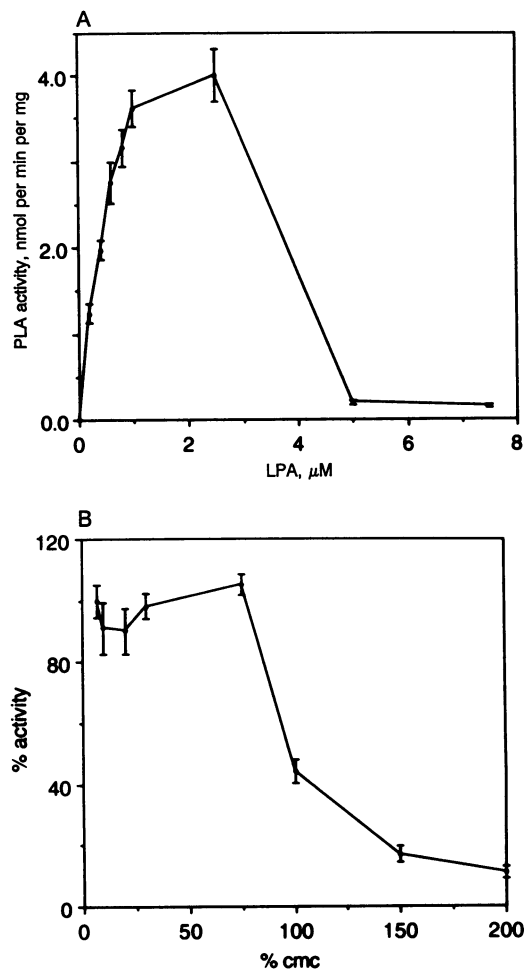 A
PLA activity, nmol per min per mg
4.0
2.0
0.0
0 2 4 6 8
LPA, μM
B
% activity
120
80
40
0
0 50 100 150 200
% cmc